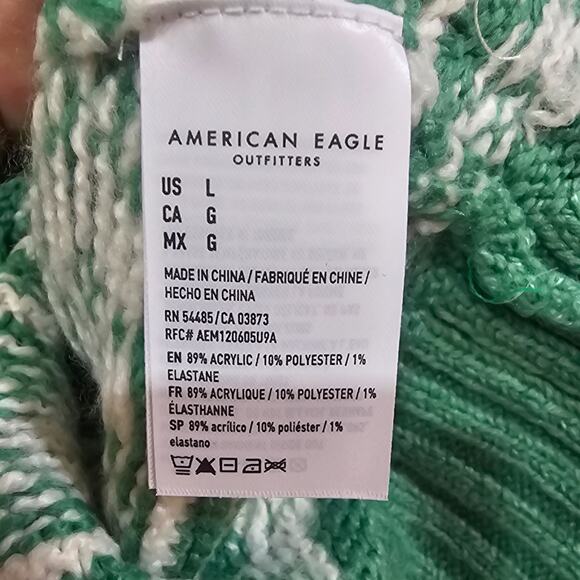 AMERICAN EAGLE
OUTFITTERS
US L
CA G
MX G
MADE IN CHINA / FABRIQUÉ EN CHINE /
HECHO EN CHINA
RN 54485 / CA 03873
RFC# AEM120605U9A
EN 89% ACRYLIC / 10% POLYESTER / 1%
ELASTANE
FR 89% ACRYLIQUE / 10% POLYESTER / 1%
ÉLASTHANNE
SP 89% acrílico / 10% poliéster / 1%
elastano